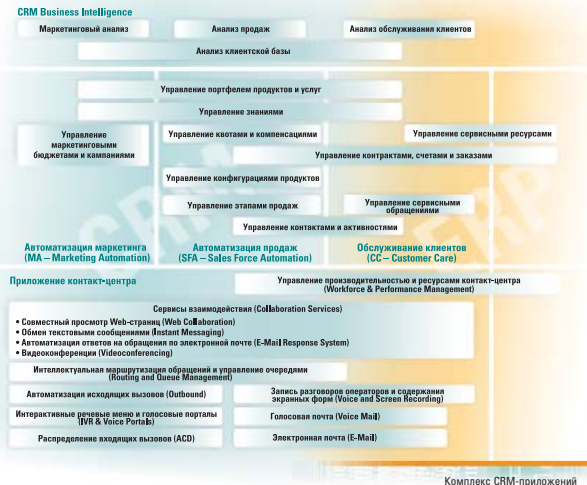 CRM Business Intelligence
Маркетинговый анализ
Анализ продаж
Анализ обслуживания клиентов
Анализ клиентской базы
Управление портфелем продуктов и услуг
Управление знаниями
Управление
маркетинговыми
бюджетами и кампаниями
Управление квотами и компенсациями
Управление сервисными ресурсами
Управление контрактами, счетами и заказами
Управление конфигурациями продуктов
Управление этапами продаж
Управление сервисными
обращениями
Управление контактами и активностями
CRM
ERP
Автоматизация маркетинга
(MA – Marketing Automation)
Автоматизация продаж
(SFA – Sales Force Automation)
Обслуживание клиентов
(CC – Customer Care)
Приложение контакт-центра
Управление производительностью и ресурсами контакт-центра
(Workforce & Performance Management)
Сервисы взаимодействия (Collaboration Services)
• Совместный просмотр Web-страниц (Web Collaboration)
• Обмен текстовыми сообщениями (Instant Messaging)
• Автоматизация ответов на обращения по электронной почте (E-Mail Response System)
• Видеоконференции (Videoconferencing)
Интеллектуальная маршрутизация обращений и управление очередями
(Routing and Queue Management)
Автоматизация исходящих вызовов (Outbound)
Запись разговоров операторов и содержания
экранных форм (Voice and Screen Recording)
Интерактивные речевые меню и голосовые порталы
(IVR & Voice Portals)
Голосовая почта (Voice Mail)
Распределение входящих вызовов (ACD)
Электронная почта (E-Mail)
Комплекс CRM-приложений